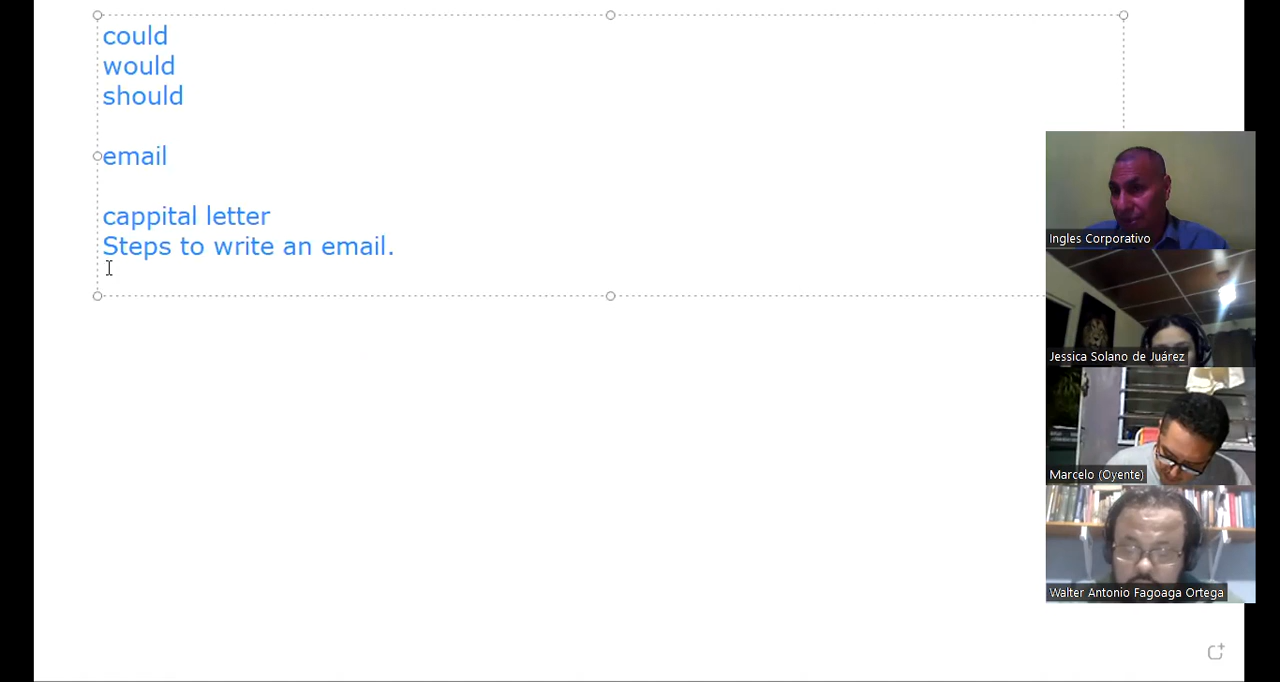 could
would
should
email
cappital letter
Steps to write an email.
Ingles Corporativo
Jessica Solano de Juárez
Marcelo (Oyente)
Walter Antonio Fagoaga Ortega